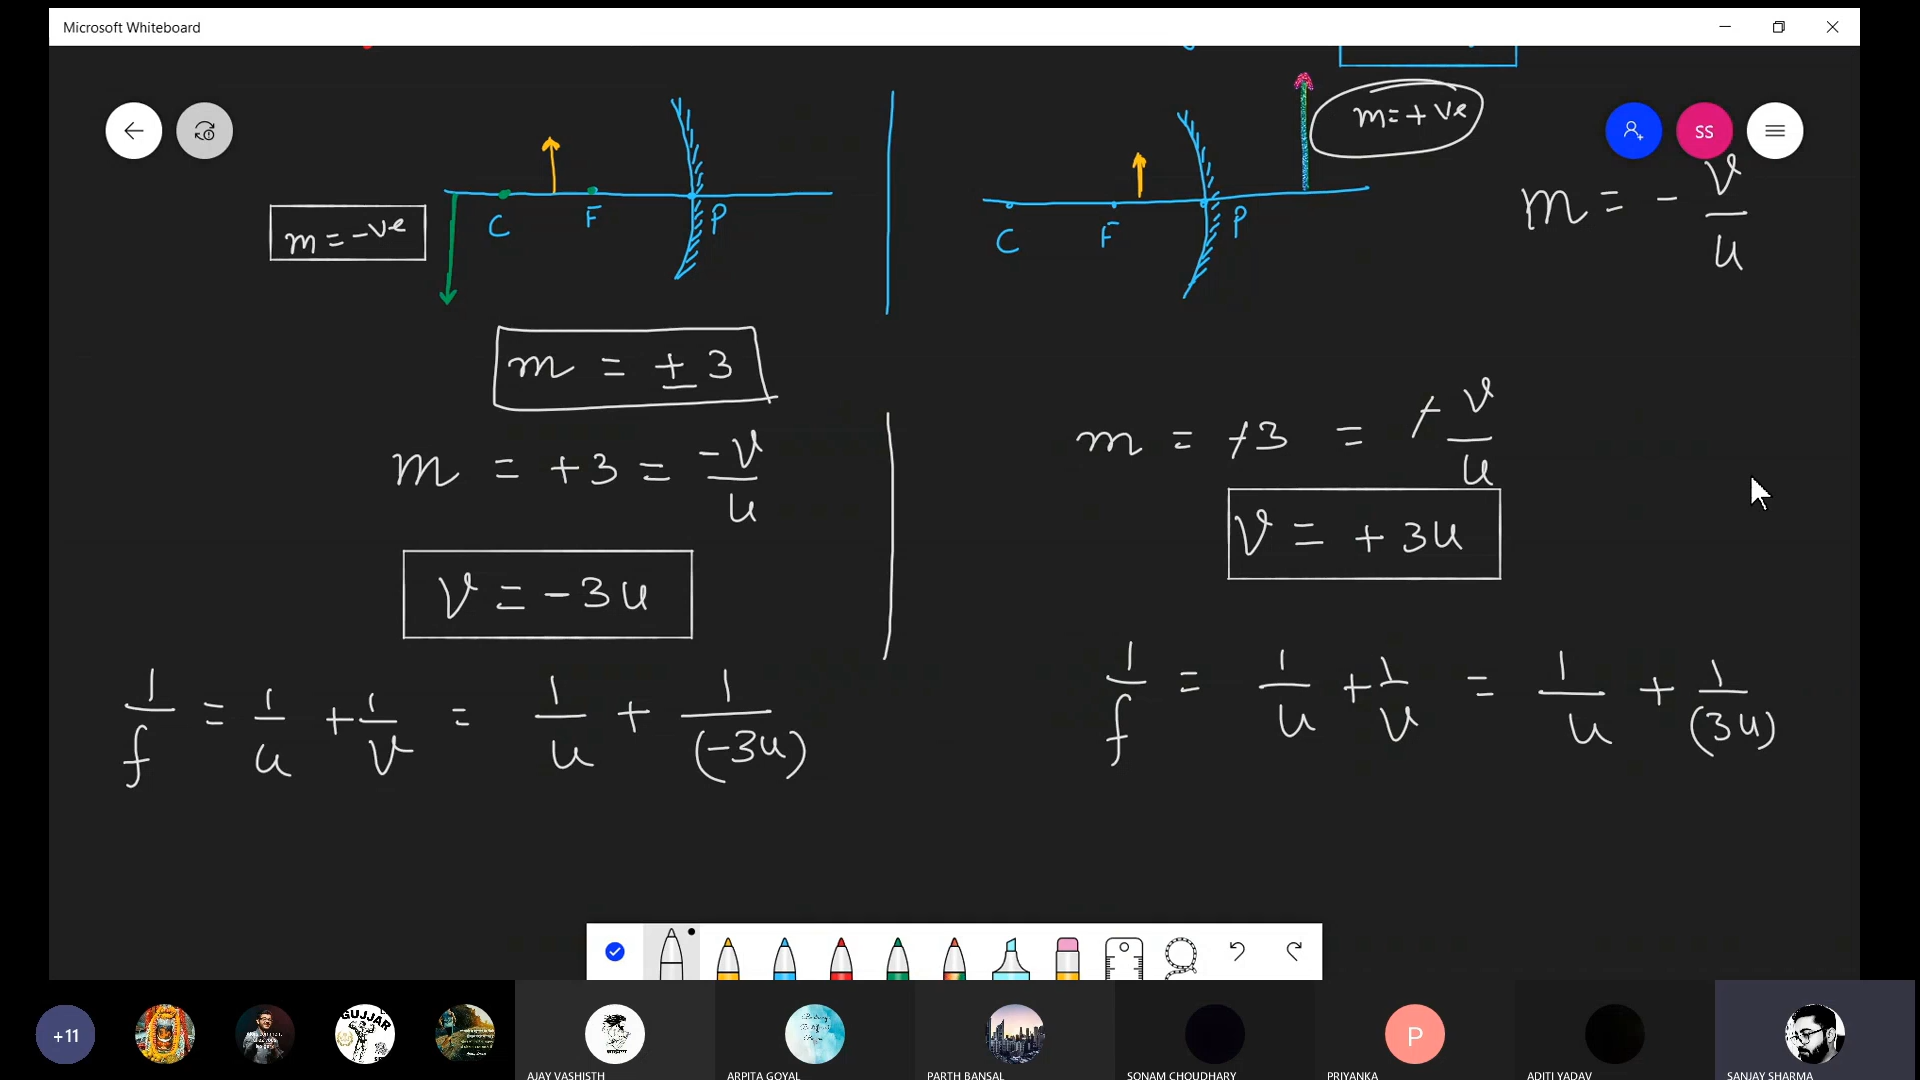 Microsoft Whiteboard
m = -ve
C F P
C F P
m = + ve
SS
m = - v/u
m = ± 3
m = +3 = -v/u
v = -3u
1/f = 1/u + 1/v = 1/u + 1/(-3u)
m = -3 = - v/u
v = +3u
1/f = 1/u + 1/v = 1/u + 1/(3u)
+11
GUJJAR
P
AJAY VASHISTH
ARPITA GOYAL
PARTH BANSAL
SONAM CHOUDHARY
PRIYANKA
ADITI YADAV
SANJAY SHARMA